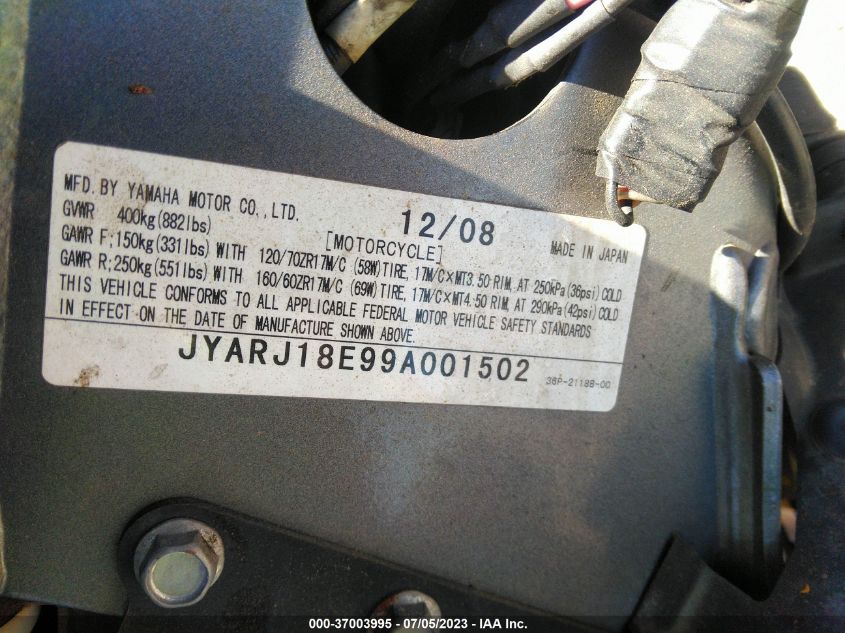 MFD. BY YAMAHA MOTOR CO.,LTD. 12/08
GVWR 400kg(882lbs) [MOTORCYCLE] MADE IN JAPAN
GAWR F;150kg(331lbs) WITH 120/70ZR17M/C (58W)TIRE, 17M/C×MT3.50 RIM, AT 250kPa(36psi)COLD
GAWR R;250kg(551lbs) WITH 160/60ZR17M/C (69W)TIRE, 17M/C×MT4.50 RIM, AT 290kPa(42psi)COLD
THIS VEHICLE CONFORMS TO ALL APPLICABLE FEDERAL MOTOR VEHICLE SAFETY STANDARDS
IN EFFECT ON THE DATE OF MANUFACTURE SHOWN ABOVE.
JYARJ18E99A001502 36P-2118B-00
000-37003995 - 07/05/2023 - IAA Inc.